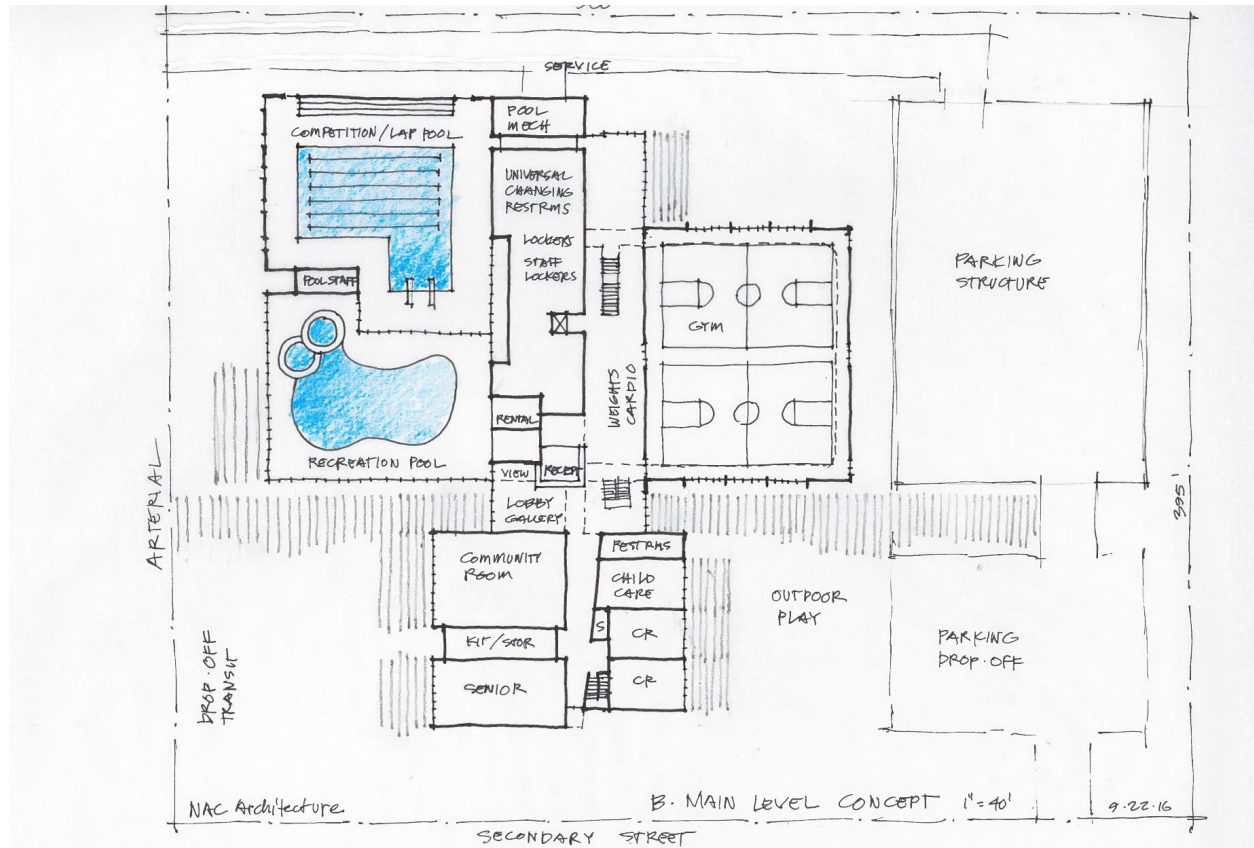 SERVICE
POOL
MECH
COMPETITION/LAP POOL
UNIVERSAL
CHANGING
RESTRMS
LOCKERS
STAFF
LOCKERS
POOL STAFF
GYM
PARKING
STRUCTURE
WEIGHTS
CARDIO
RENTAL
RECREATION POOL
VIEW
RECEPT
LOBBY
GALLERY
ARTERIAL
395'
RESTRMS
COMMUNITY
ROOM
CHILD
CARE
OUTDOOR
PLAY
S
CR
KIT/STOR
PARKING
DROP·OFF
SENIOR
CR
DROP·OFF
TRANSIT
NAC Architecture
B. MAIN LEVEL CONCEPT 1"=40'
9·22·16
SECONDARY STREET